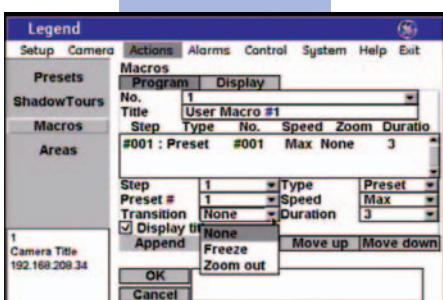 Legend
Setup Camera Actions Alarms Control System Help Exit
Presets
ShadowTours
Macros
Areas
Macros
Program Display
No. 1
Title User Macro #1
Step Type No. Speed Zoom Duratio
#001 : Preset #001 Max None 3
Step 1 Type Preset
Preset # 1 Speed Max
Transition None Duration 3
Display ti
None
Freeze
Zoom out
Append Move up Move down
OK
Cancel
1
Camera Title
192.168.209.34